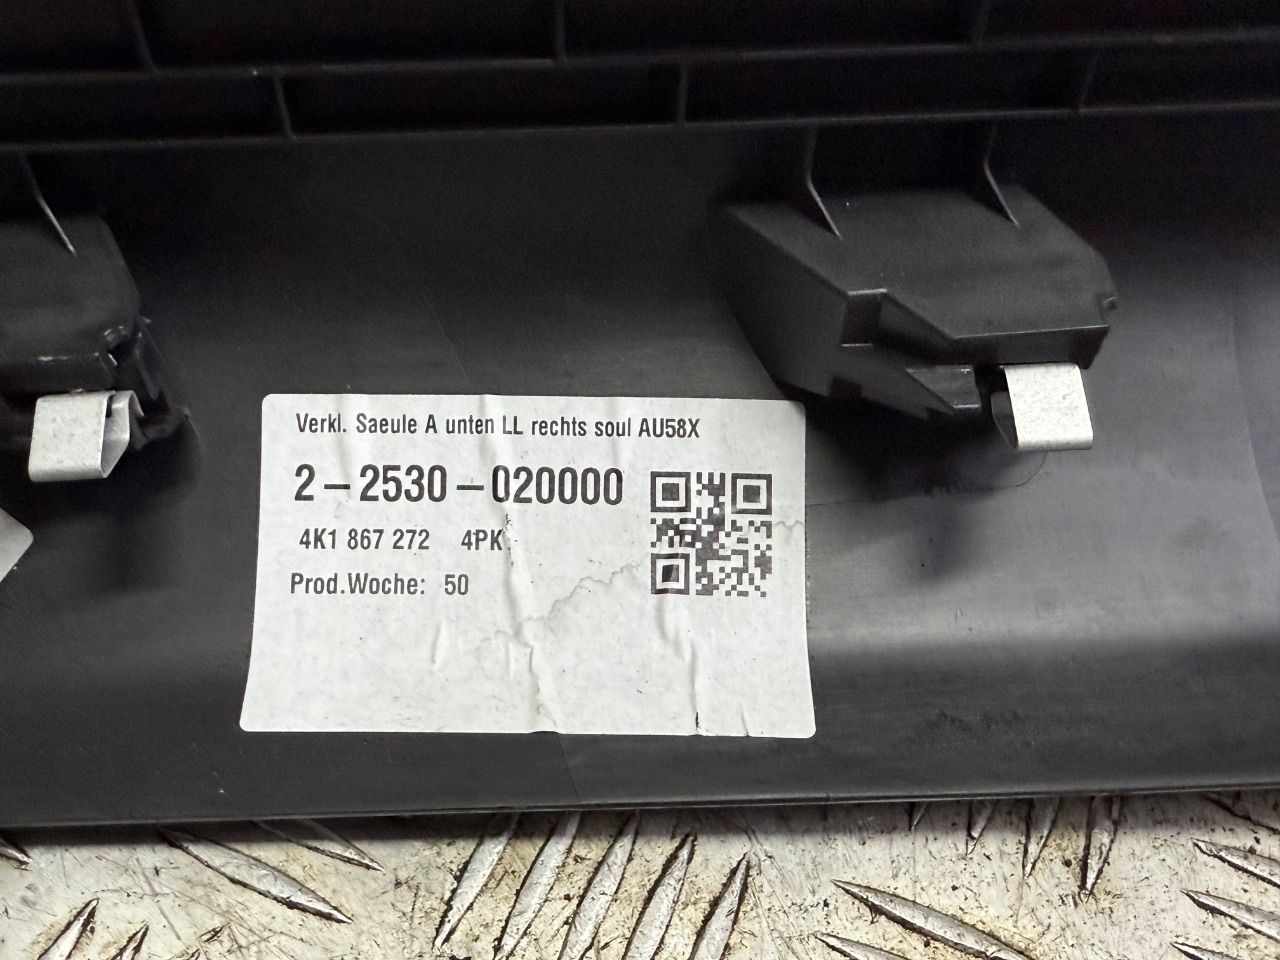 Verkl. Saeule A unten LL rechts soul AU58X
2-2530-020000
4K1 867 272 4PK
Prod.Woche: 50